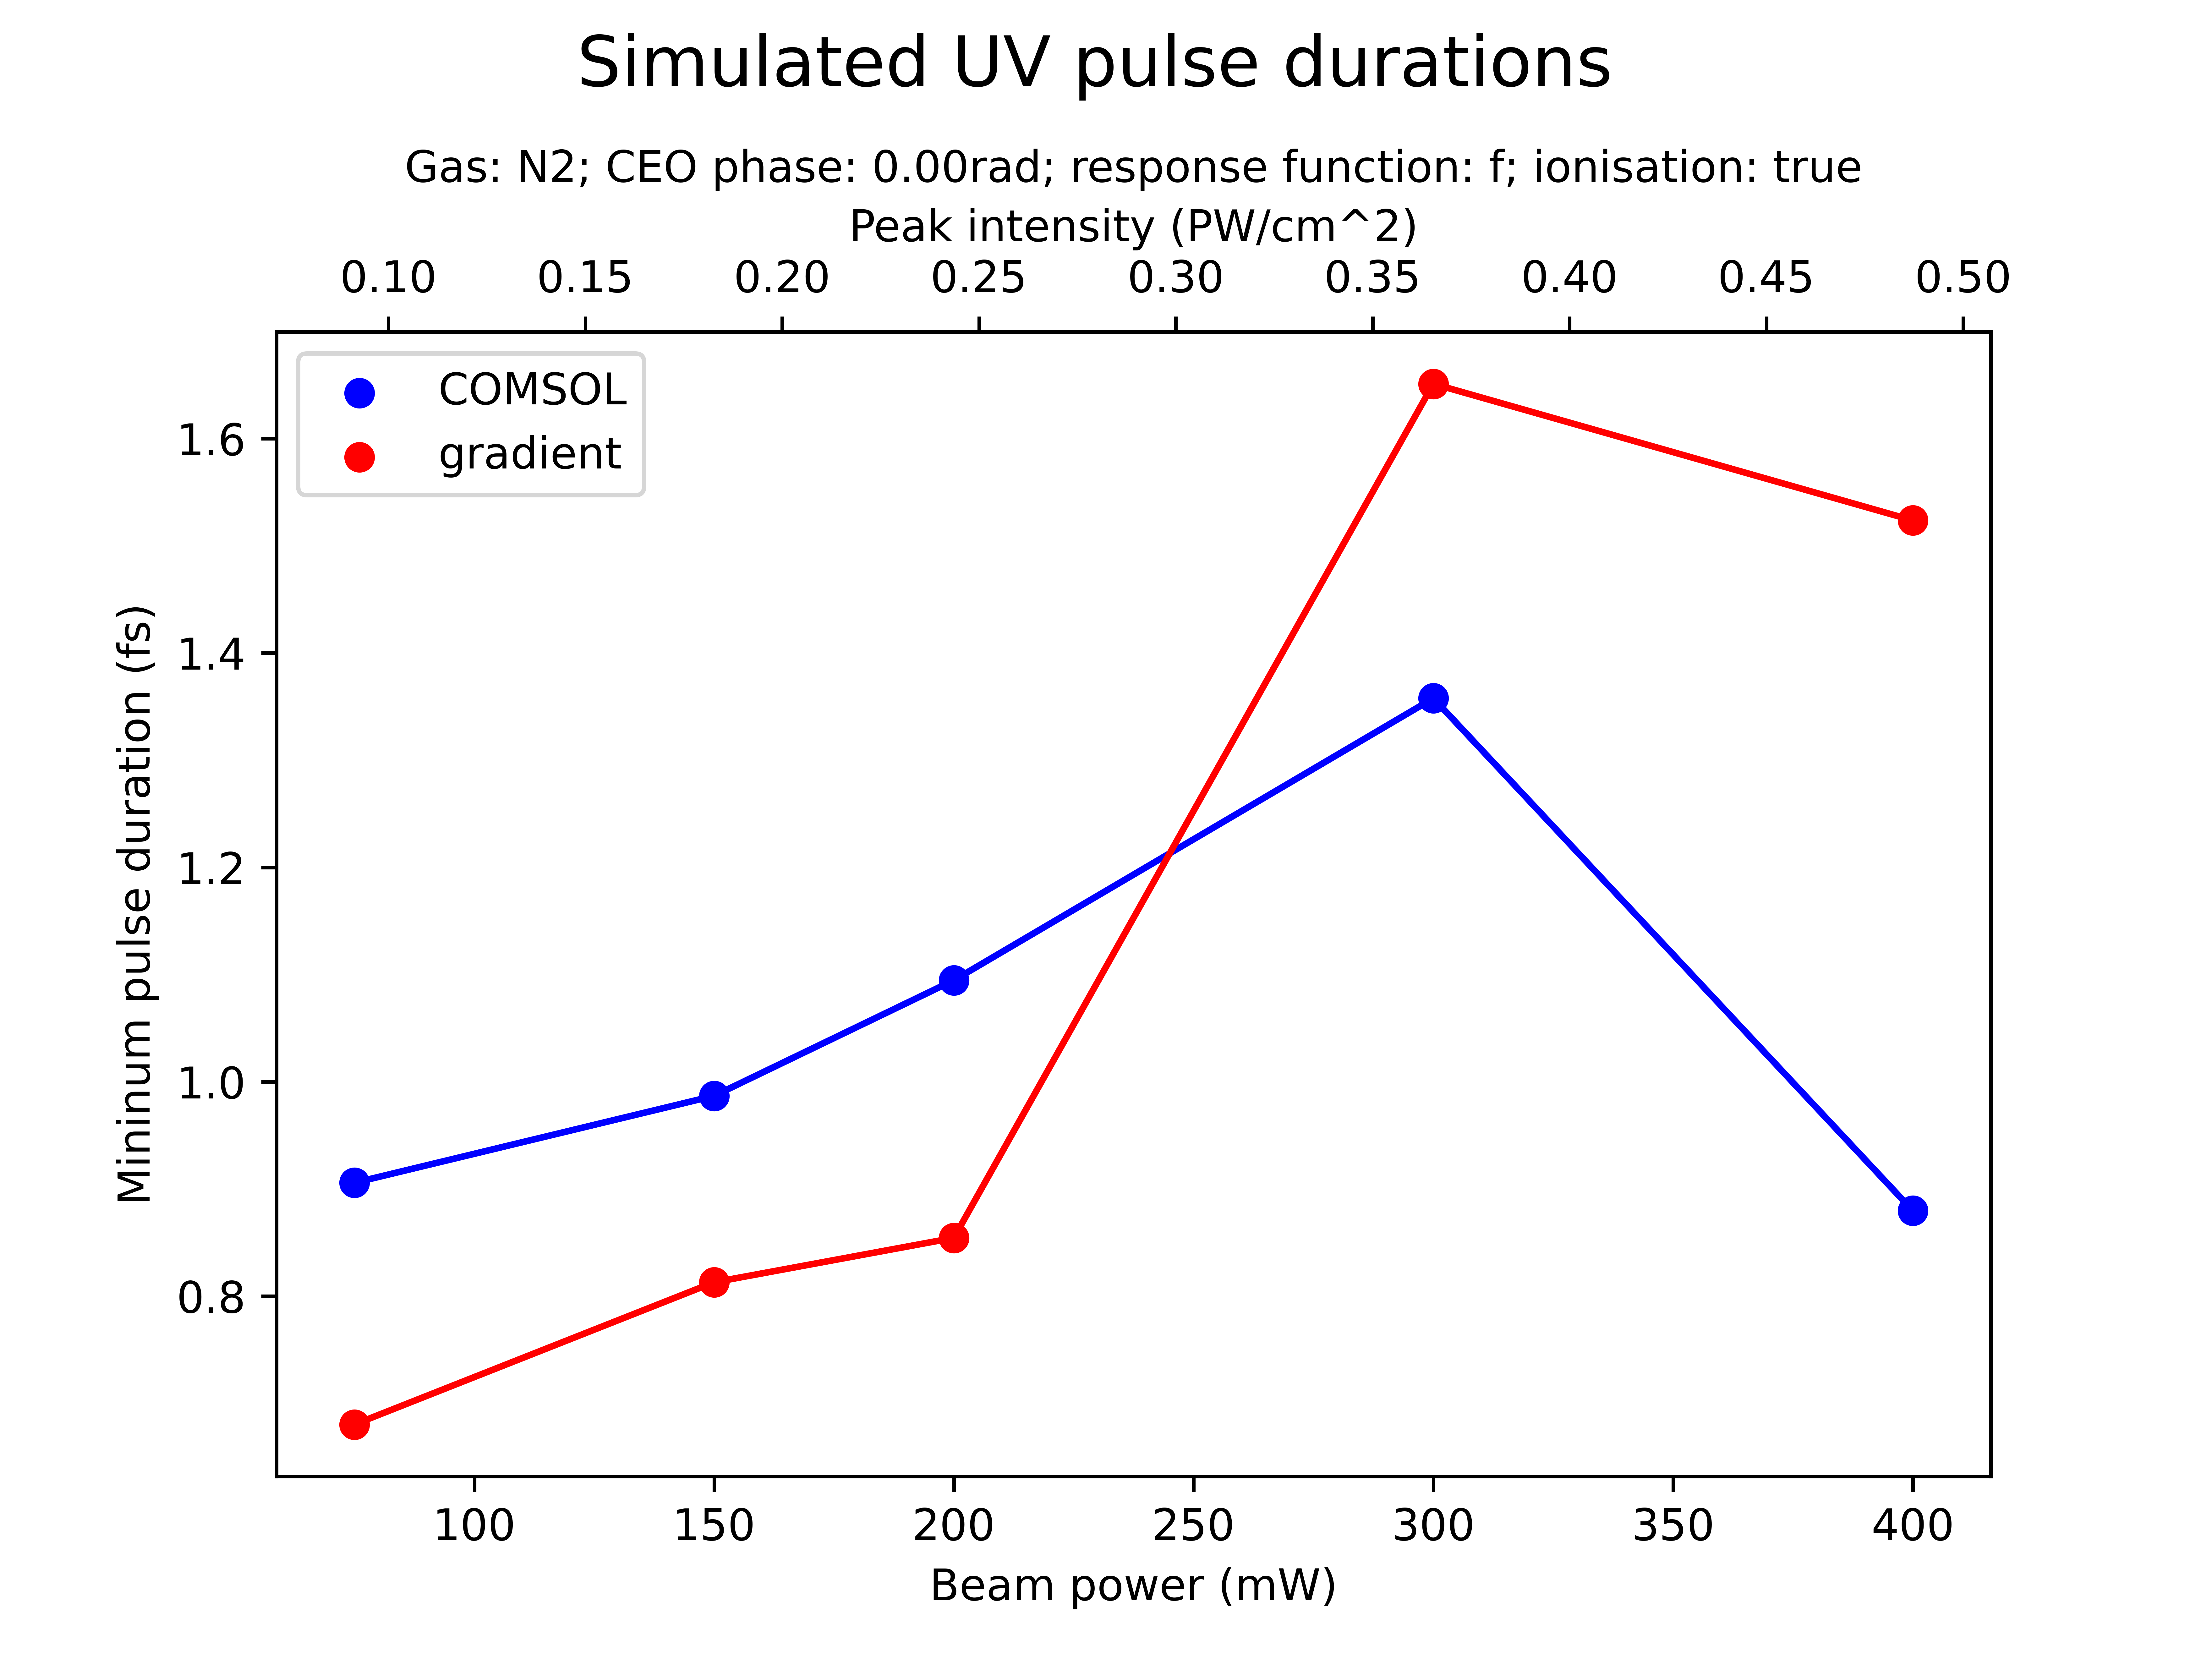 Simulated UV pulse durations
Gas: N2; CEO phase: 0.00rad; response function: f; ionisation: true
Peak intensity (PW/cm^2)
0.10 0.15 0.20 0.25 0.30 0.35 0.40 0.45 0.50
COMSOL
gradient
1.6
1.4
1.2
1.0
0.8
Mininum pulse duration (fs)
100 150 200 250 300 350 400
Beam power (mW)